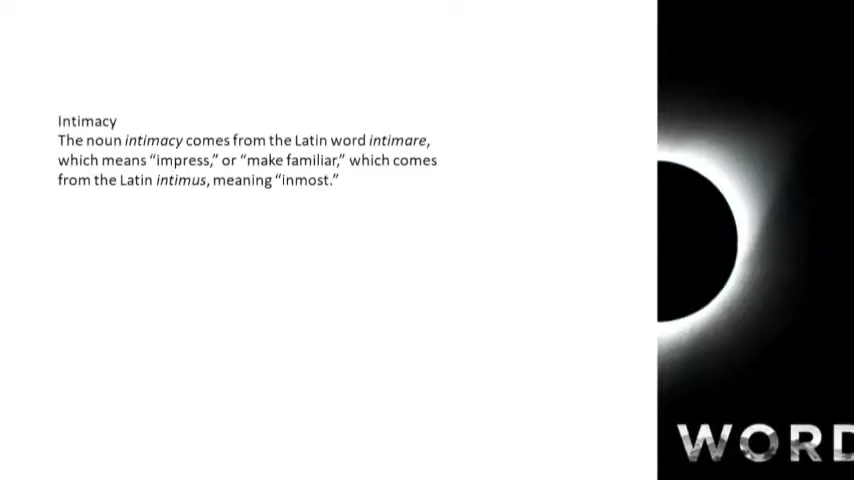 Intimacy
The noun intimacy comes from the Latin word intimare,
which means “impress,” or “make familiar,” which comes
from the Latin intimus, meaning “inmost.”
WORD